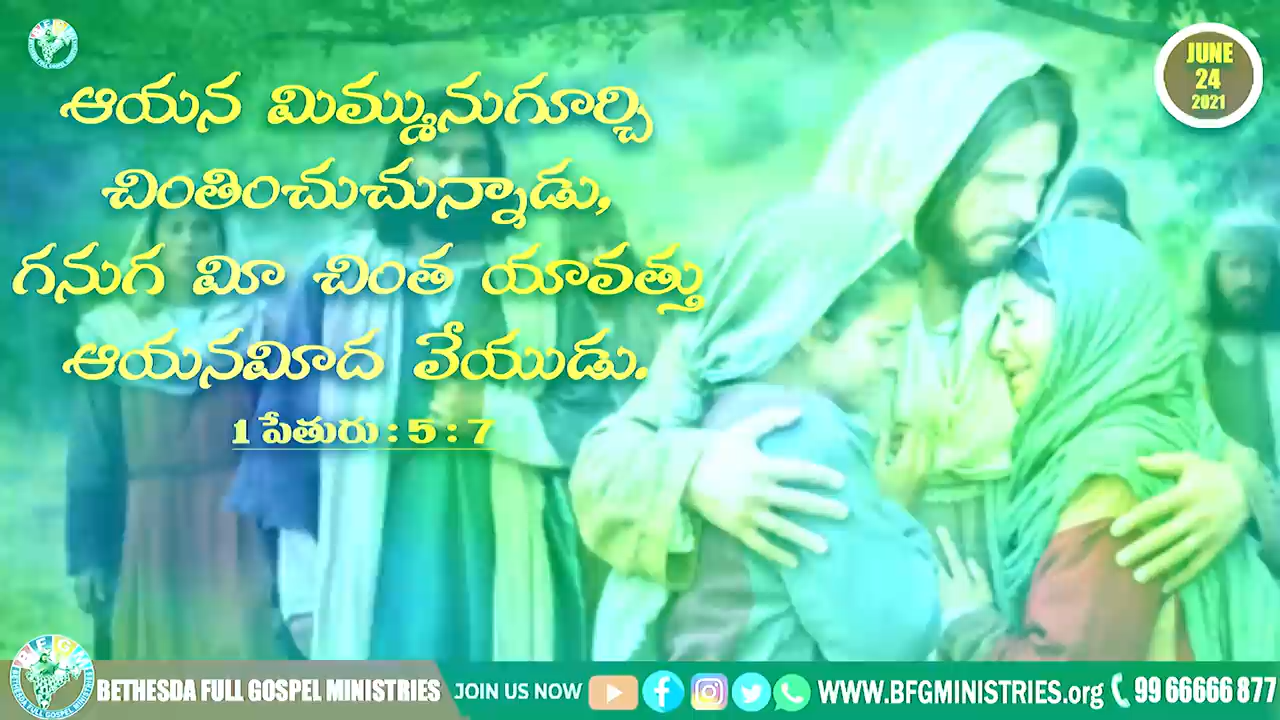 JUNE
24
2021
ఆయన మిమ్మునుగూర్చి
చింతించుచున్నాడు,
గనుగ మీ చింత యావత్తు
ఆయనమీద వేయుడు.
1 పేతురు : 5 : 7
BETHESDA FULL GOSPEL MINISTRIES JOIN US NOW WWW.BFGMINISTRIES.org 99 66666 877